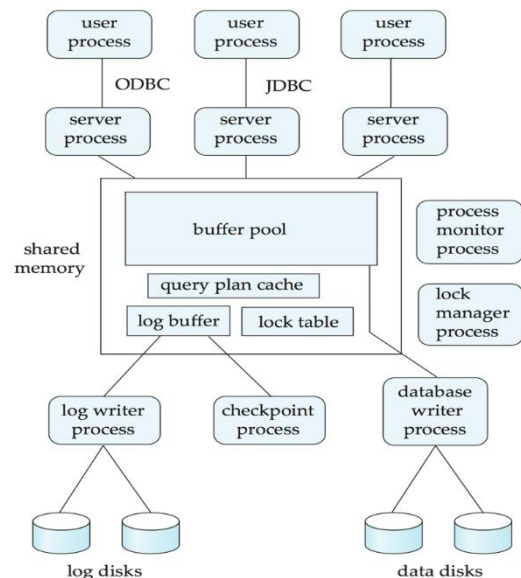 user process
user process
user process
ODBC
JDBC
server process
server process
server process
shared memory
buffer pool
query plan cache
log buffer
lock table
process monitor process
lock manager process
log writer process
checkpoint process
database writer process
log disks
data disks